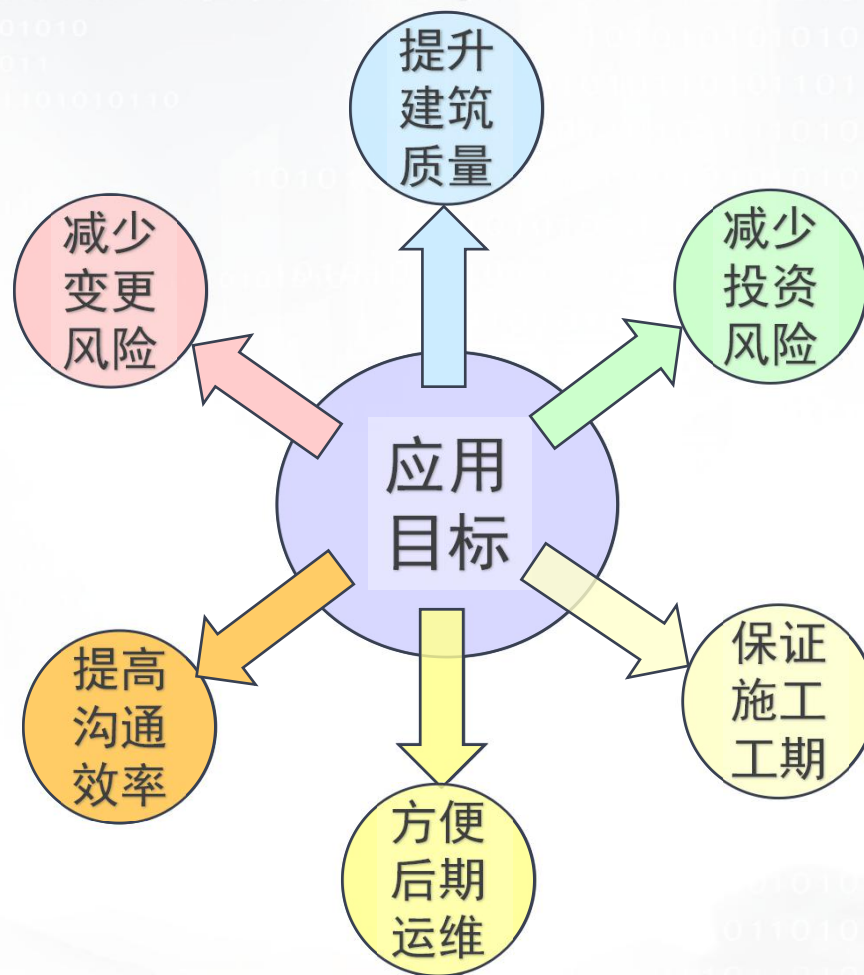 提升
建筑
质量
减少
变更
风险
减少
投资
风险
应用
目标
提高
沟通
效率
保证
施工
工期
方便
后期
运维